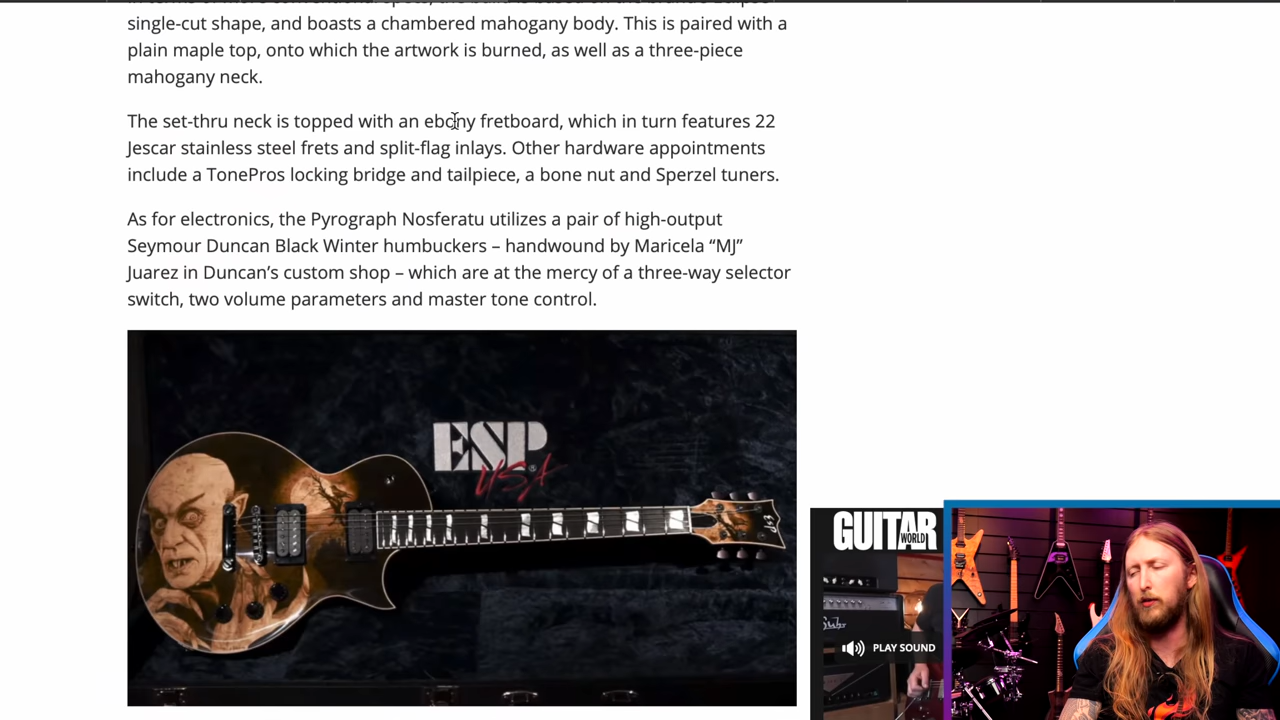 single-cut shape, and boasts a chambered mahogany body. This is paired with a
plain maple top, onto which the artwork is burned, as well as a three-piece
mahogany neck.
The set-thru neck is topped with an ebony fretboard, which in turn features 22
Jescar stainless steel frets and split-flag inlays. Other hardware appointments
include a TonePros locking bridge and tailpiece, a bone nut and Sperzel tuners.
As for electronics, the Pyrograph Nosferatu utilizes a pair of high-output
Seymour Duncan Black Winter humbuckers – handwound by Maricela “MJ”
Juarez in Duncan’s custom shop – which are at the mercy of a three-way selector
switch, two volume parameters and master tone control.
ESP
USA
ESP
GUITAR
WORLD
PLAY SOUND